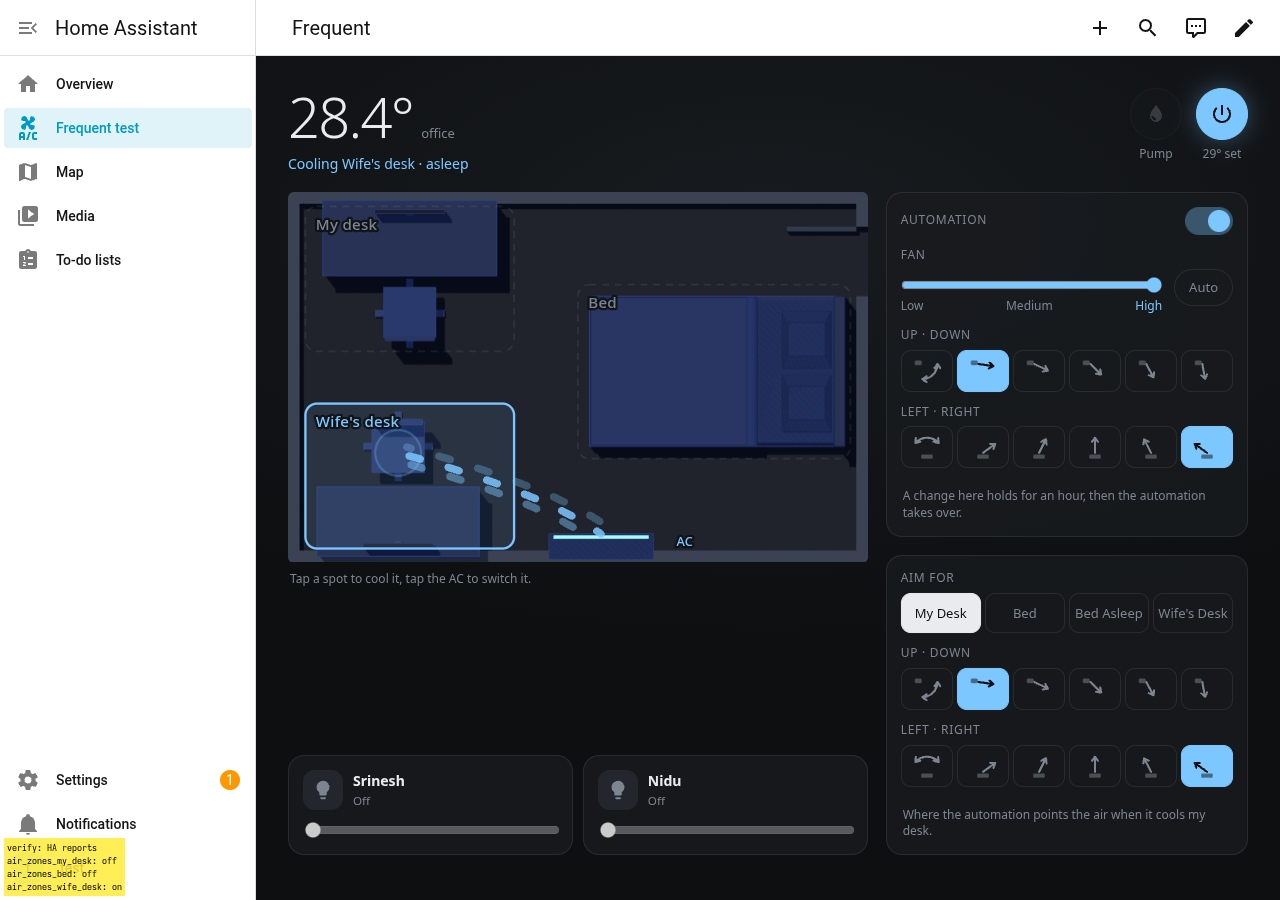 Home Assistant
Frequent
Overview
A/C
Frequent test
Map
Media
To-do lists
Settings
1
Notifications
verify: HA reports
air_zones_my_desk: off
air_zones_bed: off
air_zones_wife_desk: on
28.4° office
Cooling Wife's desk · asleep
Pump
29° set
My desk
Bed
Wife's desk
AC
Tap a spot to cool it, tap the AC to switch it.
Srinesh
Off
Nidu
Off
AUTOMATION
FAN
Auto
Low Medium High
UP · DOWN
LEFT · RIGHT
A change here holds for an hour, then the automation
takes over.
AIM FOR
My Desk Bed Bed Asleep Wife's Desk
UP · DOWN
LEFT · RIGHT
Where the automation points the air when it cools my
desk.